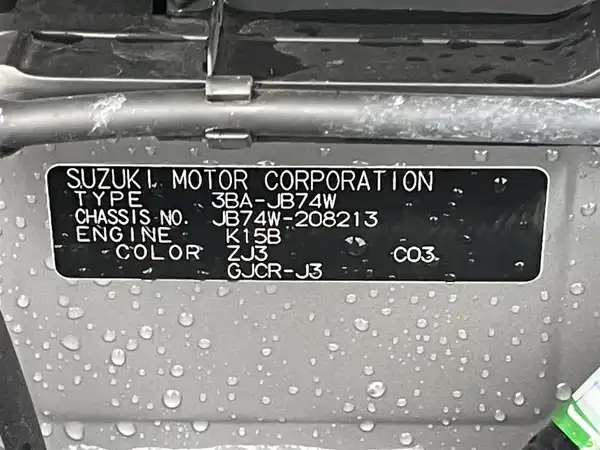 SUZUKI MOTOR CORPORATION
TYPE 3BA-JB74W
CHASSIS NO. JB74W-208213
ENGINE K15B
COLOR ZJ3 C03
GJCR-J3